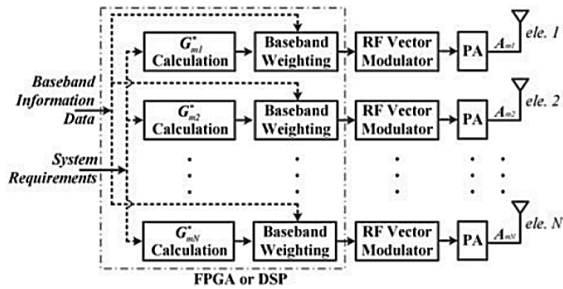 Baseband
Information
Data
System
Requirements
G*m1
Calculation
Baseband
Weighting
RF Vector
Modulator
PA
Am1
ele. 1
G*m2
Calculation
Baseband
Weighting
RF Vector
Modulator
PA
Am2
ele. 2
G*mN
Calculation
Baseband
Weighting
RF Vector
Modulator
PA
AmN
ele. N
FPGA or DSP